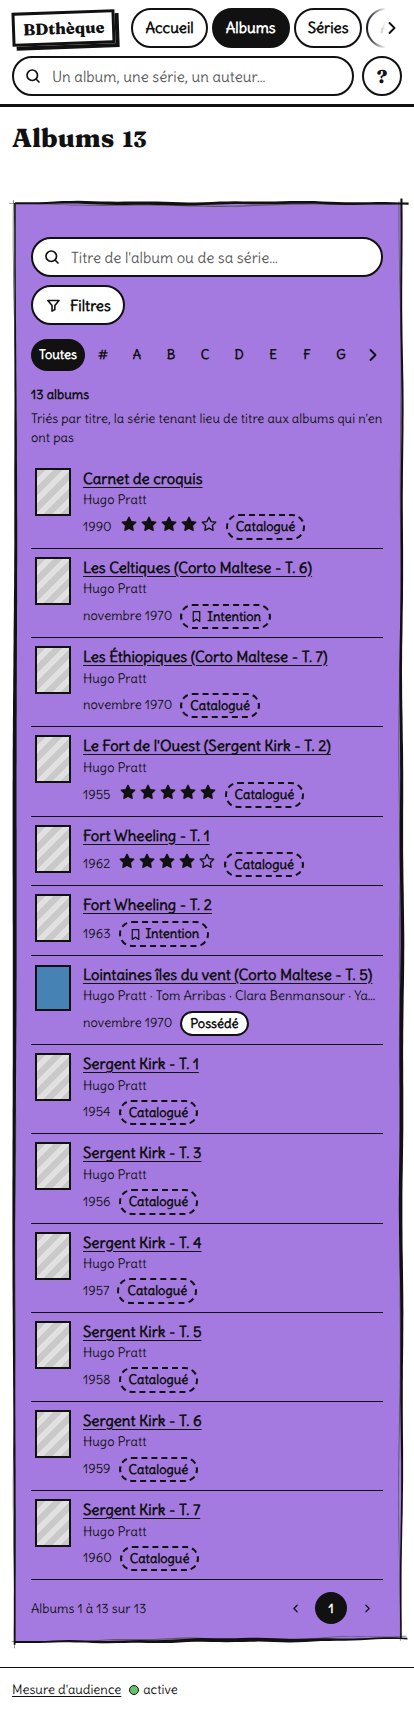 BDthèque
Accueil Albums Séries
Un album, une série, un auteur... ?
Albums 13
Titre de l'album ou de sa série...
Filtres
Toutes # A B C D E F G
13 albums
Triés par titre, la série tenant lieu de titre aux albums qui n'en
ont pas
Carnet de croquis
Hugo Pratt
1990 Catalogué
Les Celtiques (Corto Maltese - T. 6)
Hugo Pratt
novembre 1970 Intention
Les Éthiopiques (Corto Maltese - T. 7)
Hugo Pratt
novembre 1970 Catalogué
Le Fort de l'Ouest (Sergent Kirk - T. 2)
Hugo Pratt
1955 Catalogué
Fort Wheeling - T. 1
1962 Catalogué
Fort Wheeling - T. 2
1963 Intention
Lointaines îles du vent (Corto Maltese - T. 5)
Hugo Pratt · Tom Arribas · Clara Benmansour · Ya...
novembre 1970 Possédé
Sergent Kirk - T. 1
Hugo Pratt
1954 Catalogué
Sergent Kirk - T. 3
Hugo Pratt
1956 Catalogué
Sergent Kirk - T. 4
Hugo Pratt
1957 Catalogué
Sergent Kirk - T. 5
Hugo Pratt
1958 Catalogué
Sergent Kirk - T. 6
Hugo Pratt
1959 Catalogué
Sergent Kirk - T. 7
Hugo Pratt
1960 Catalogué
Albums 1 à 13 sur 13 ‹ 1 ›
Mesure d'audience active